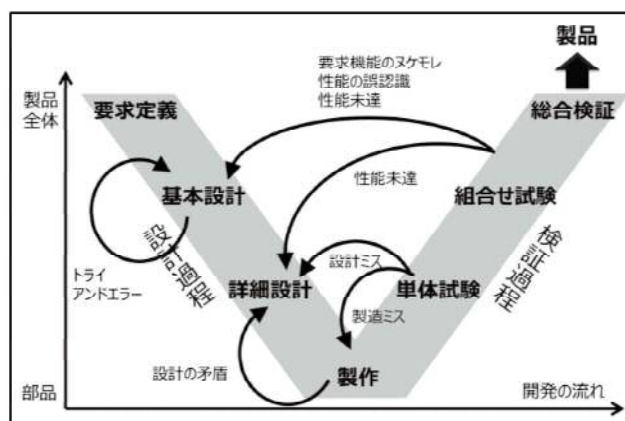 製品
要求機能のヌケモレ
性能の誤認識
性能未達
製品
全体
要求定義
総合検証
性能未達
基本設計
組合せ試験
設計過程
検証過程
トライ
アンドエラー
設計ミス
詳細設計
単体試験
製造ミス
設計の矛盾
製作
部品
開発の流れ